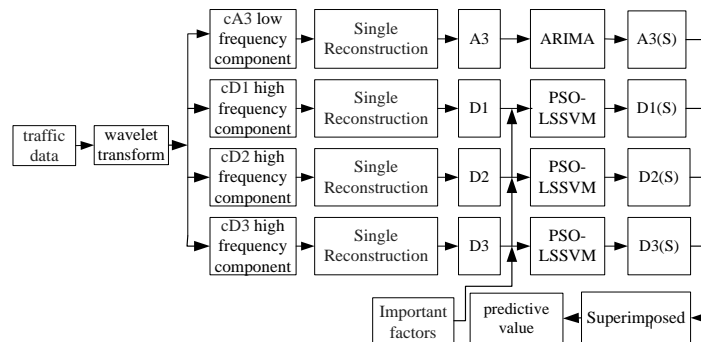 traffic
data
wavelet
transform
cA3 low
frequency
component
Single
Reconstruction
A3
ARIMA
A3(S)
cD1 high
frequency
component
Single
Reconstruction
D1
PSO-
LSSVM
D1(S)
cD2 high
frequency
component
Single
Reconstruction
D2
PSO-
LSSVM
D2(S)
cD3 high
frequency
component
Single
Reconstruction
D3
PSO-
LSSVM
D3(S)
Important
factors
predictive
value
Superimposed